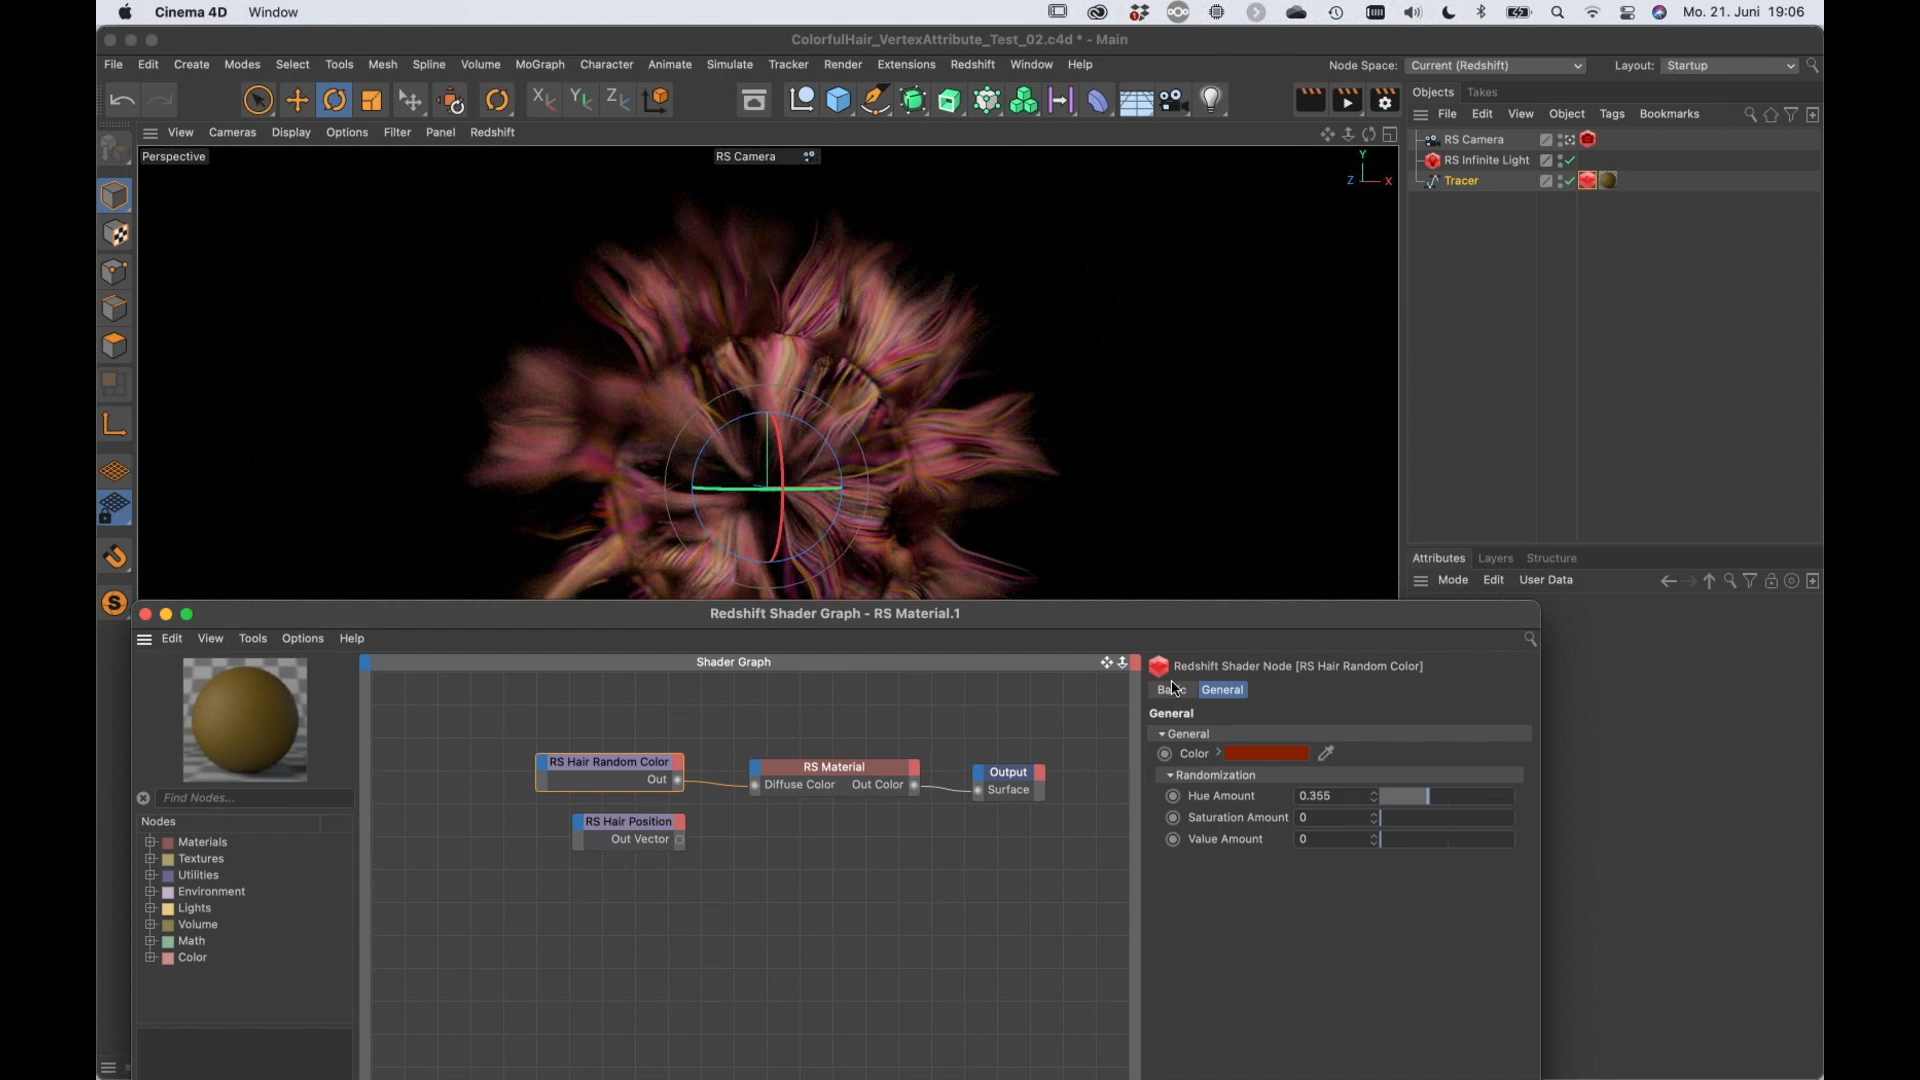 Cinema 4D Window
Mo. 21. Juni 19:06
ColorfulHair_VertexAttribute_Test_02.c4d * - Main
File Edit Create Modes Select Tools Mesh Spline Volume MoGraph Character Animate Simulate Tracker Render Extensions Redshift Window Help
Node Space: Current (Redshift) Layout: Startup
Objects Takes
File Edit View Object Tags Bookmarks
View Cameras Display Options Filter Panel Redshift
Perspective
RS Camera
Y
Z X
RS Camera
RS Infinite Light
Tracer
Attributes Layers Structure
Mode Edit User Data
Redshift Shader Graph - RS Material.1
Edit View Tools Options Help
Shader Graph
Find Nodes...
Nodes
Materials
Textures
Utilities
Environment
Lights
Volume
Math
Color
RS Hair Random Color
Out
RS Hair Position
Out Vector
RS Material
Diffuse Color Out Color
Output
Surface
Redshift Shader Node [RS Hair Random Color]
General
General
General
Color
Randomization
Hue Amount 0.355
Saturation Amount 0
Value Amount 0